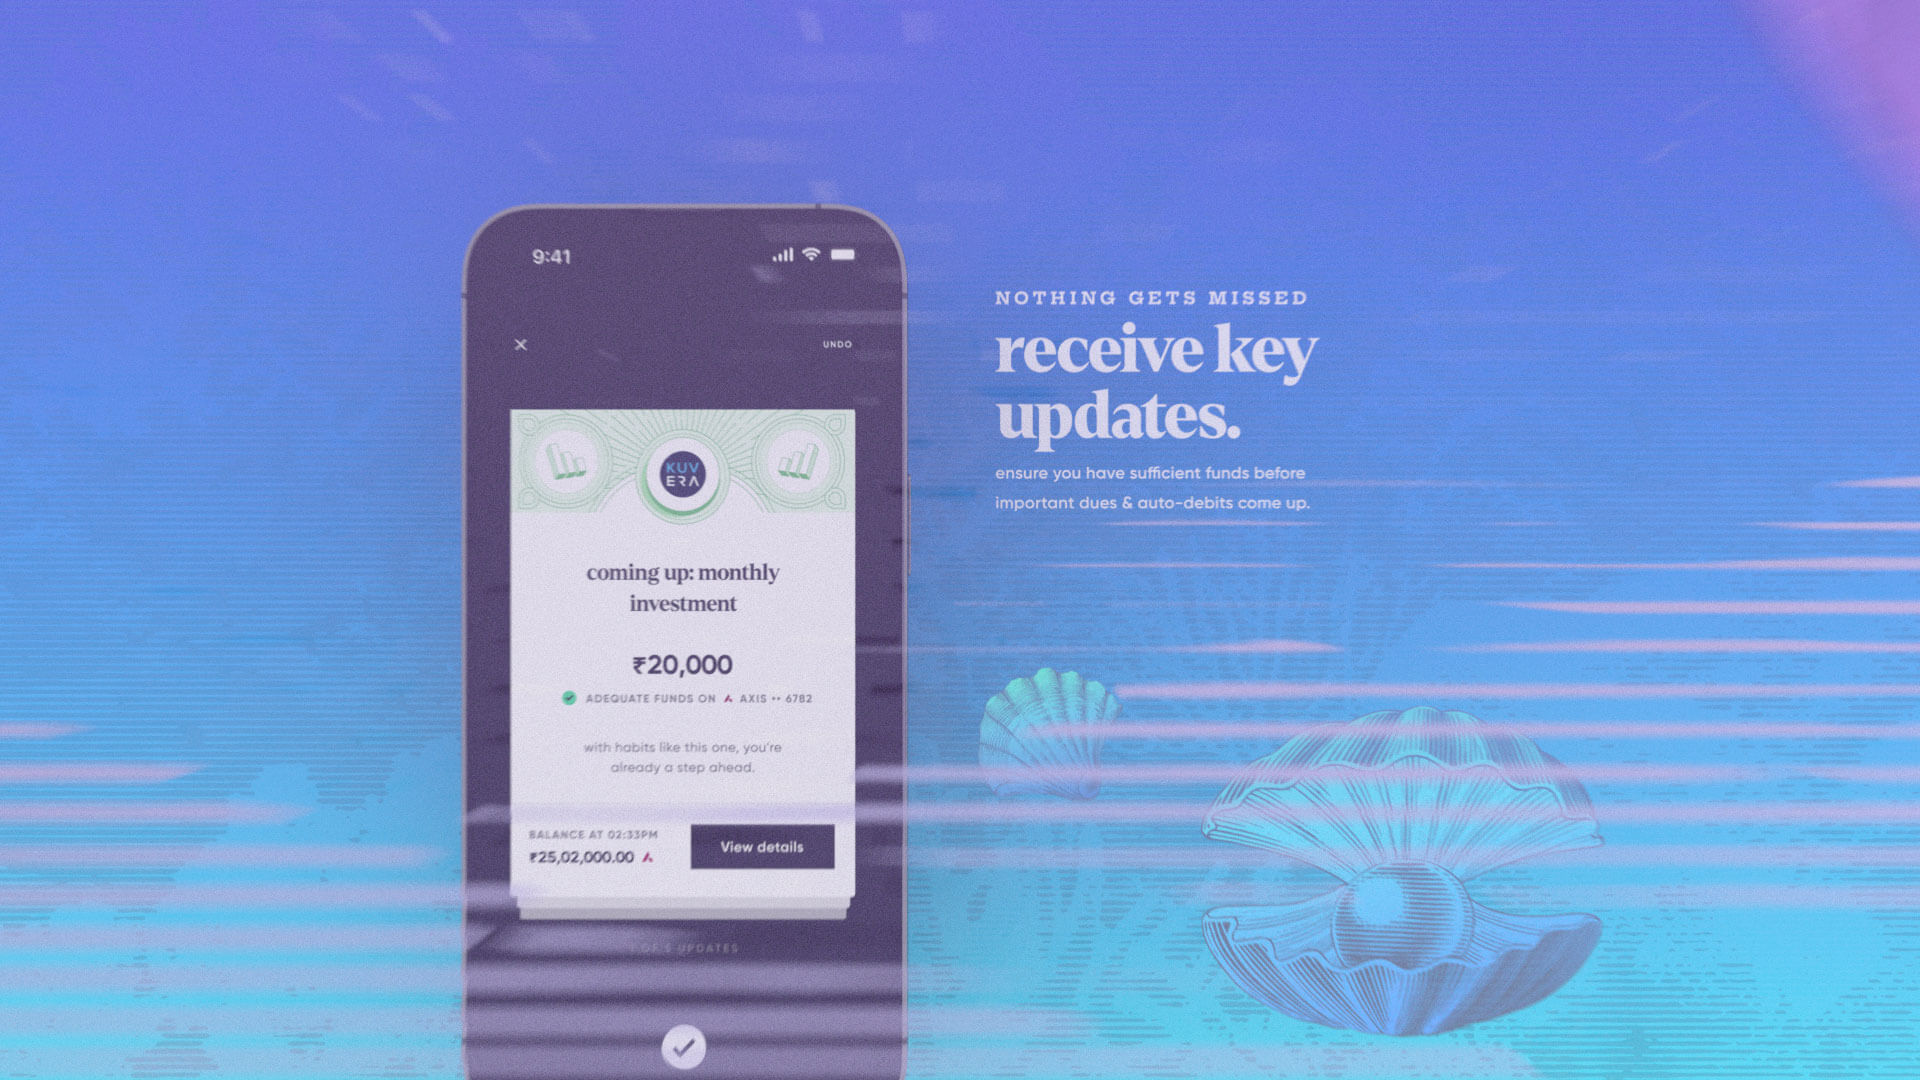 9:41
UNDO
KUV
ERA
coming up: monthly
investment
₹20,000
ADEQUATE FUNDS ON AXIS •• 6782
with habits like this one, you're
already a step ahead.
BALANCE AT 02:33PM
₹25,02,000.00
View details
UPDATES
NOTHING GETS MISSED
receive key
updates.
ensure you have sufficient funds before
important dues & auto-debits come up.